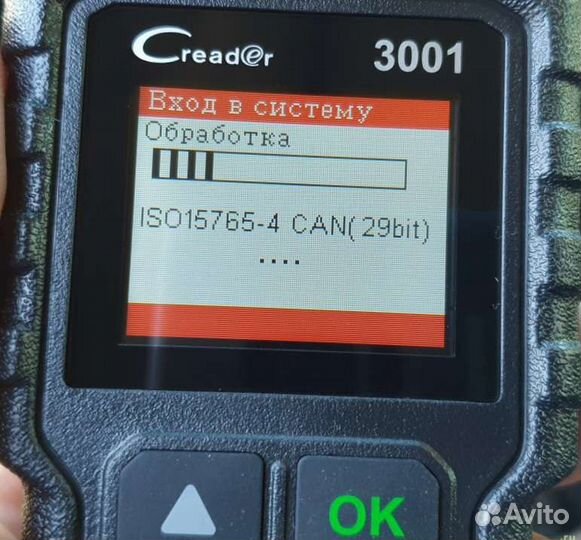 Creader 3001
Вход в систему
Обработка
ISO15765-4 CAN(29bit)
....
OK
Avito